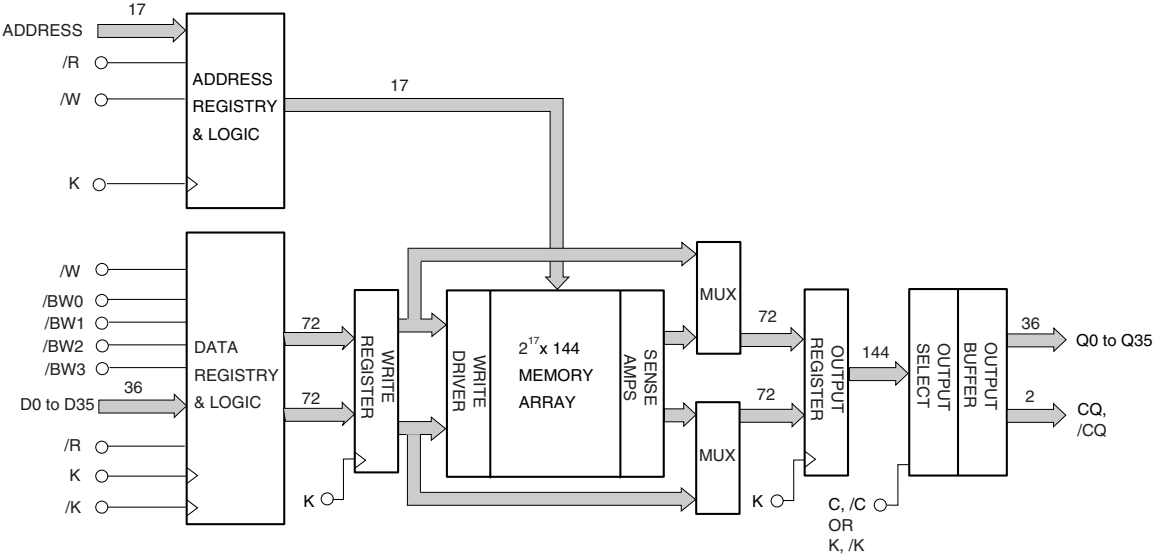 17
ADDRESS
/R
/W
K
ADDRESS
REGISTRY
& LOGIC
17
/W
/BW0
/BW1
/BW2
/BW3
36
D0 to D35
/R
K
/K
DATA
REGISTRY
& LOGIC
72
72
WRITE
REGISTER
K
WRITE
DRIVER
2¹⁷x 144
MEMORY
ARRAY
SENSE
AMPS
MUX
MUX
72
72
OUTPUT
REGISTER
K
144
OUTPUT
SELECT
OUTPUT
BUFFER
C, /C
OR
K, /K
36
Q0 to Q35
2
CQ,
/CQ